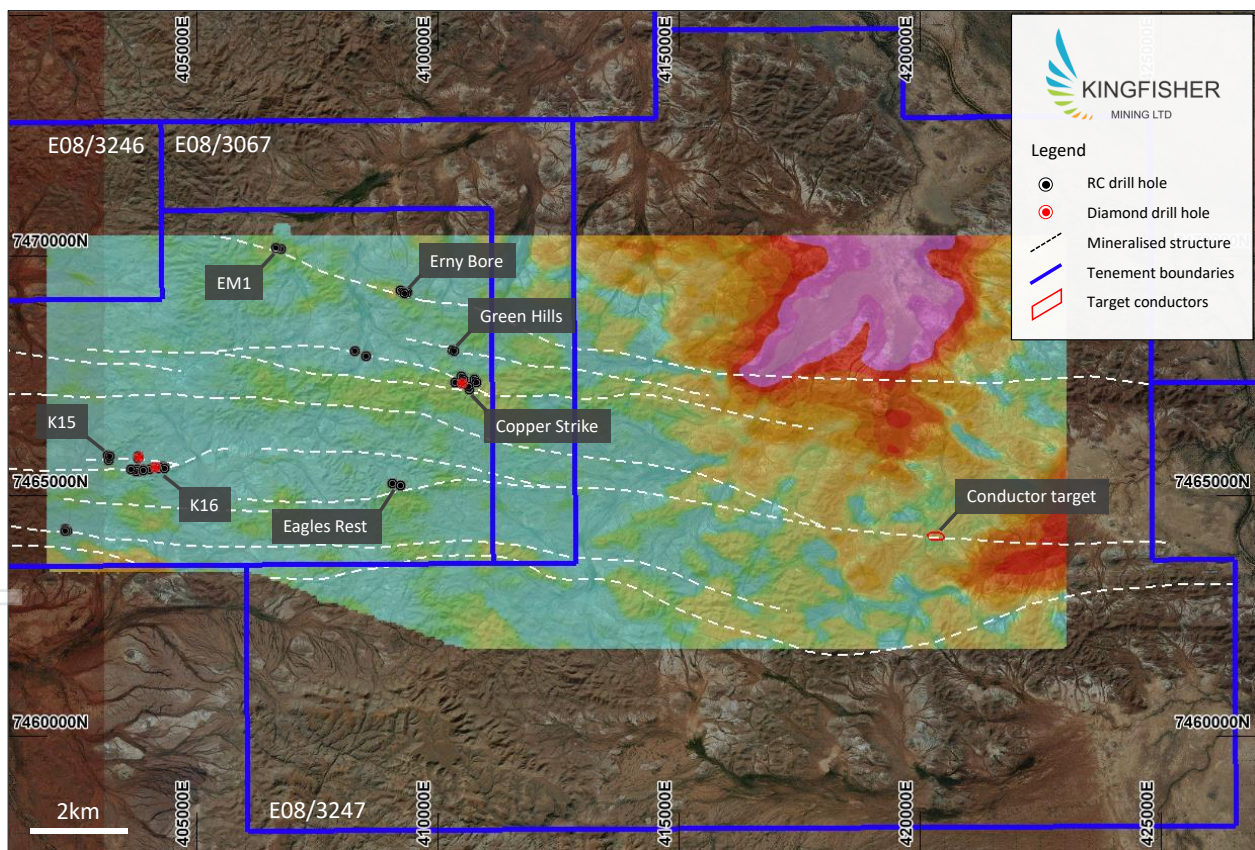 405000E
410000E
415000E
420000E
425000E
KINGFISHER
MINING LTD
Legend
RC drill hole
Diamond drill hole
Mineralised structure
Tenement boundaries
Target conductors
E08/3246
E08/3067
7470000N
7470000N
EM1
Erny Bore
Green Hills
Copper Strike
K15
K16
Eagles Rest
Conductor target
7465000N
7465000N
7460000N
7460000N
2km
E08/3247
405000E
410000E
415000E
420000E
425000E